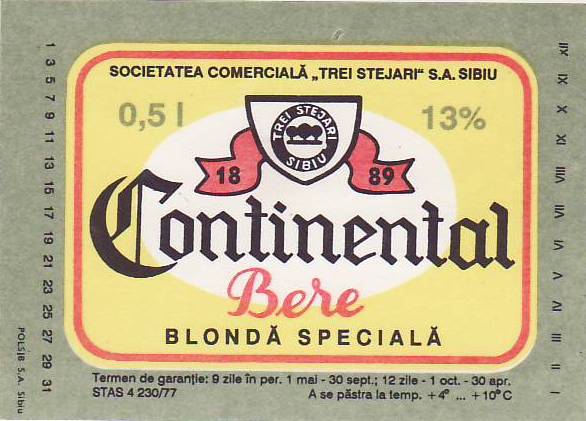 SOCIETATEA COMERCIALĂ „TREI STEJARI" S.A. SIBIU
0,5 l
13%
TREI STEJARI
SIBIU
18 89
Continental
Bere
BLONDĂ SPECIALĂ
Termen de garanţie: 9 zile în per. 1 mai - 30 sept.; 12 zile - 1 oct. - 30 apr.
STAS 4 230/77 A se păstra la temp. +4° ... +10°C
1 3 5 7 9 11 13 15 17 19 21 23 25 27 29 31
POLSIB S.A. Sibiu
I II III IV V VI VII VIII IX X XI XII